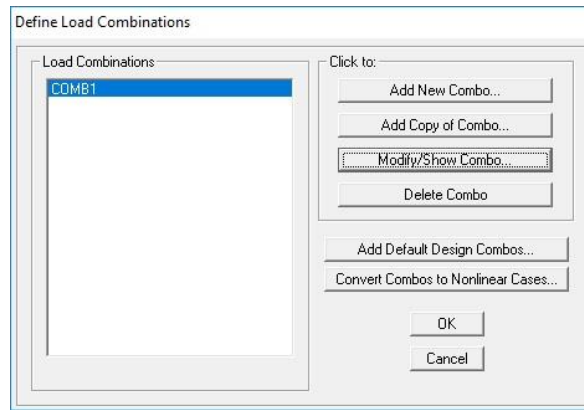 Define Load Combinations
Load Combinations
COMB1
Click to:
Add New Combo...
Add Copy of Combo...
Modify/Show Combo...
Delete Combo
Add Default Design Combos...
Convert Combos to Nonlinear Cases...
OK
Cancel